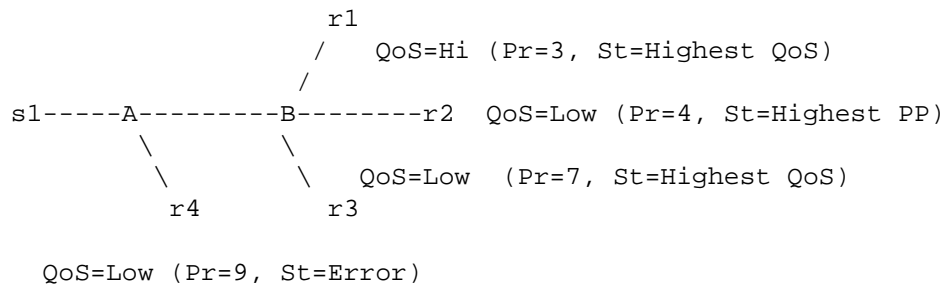 r1
/ QoS=Hi (Pr=3, St=Highest QoS)
/
s1-----A---------B--------r2 QoS=Low (Pr=4, St=Highest PP)
\ \
\ \ QoS=Low (Pr=7, St=Highest QoS)
r4 r3
QoS=Low (Pr=9, St=Error)